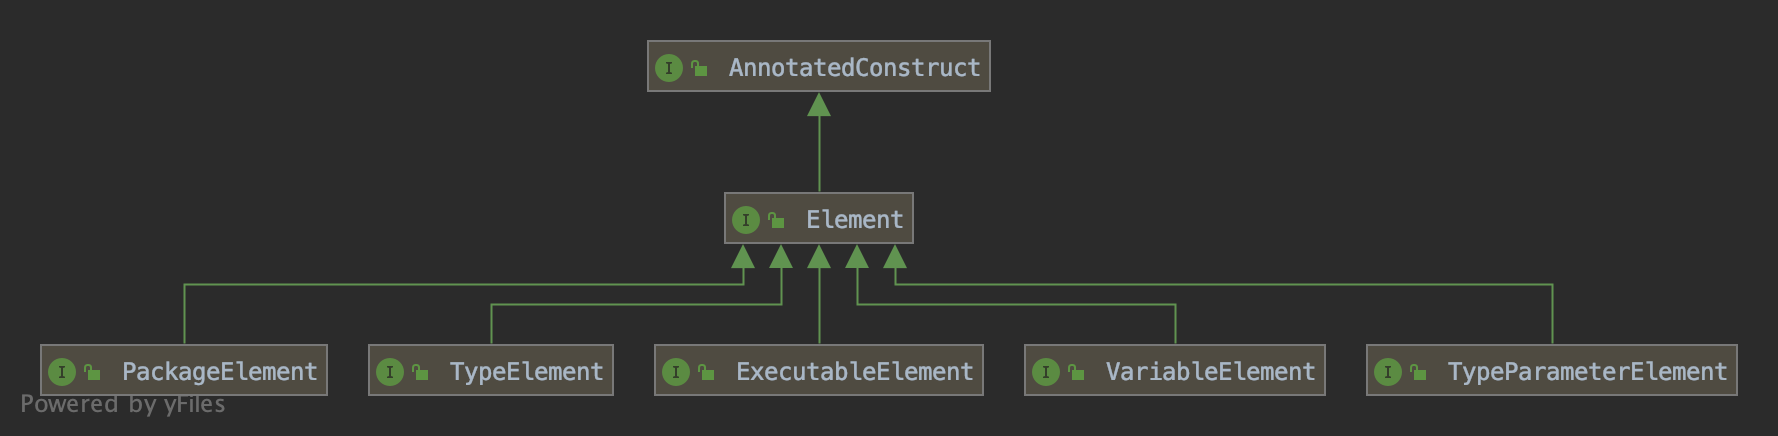 I AnnotatedConstruct
I Element
I PackageElement I TypeElement I ExecutableElement I VariableElement I TypeParameterElement
Powered by yFiles